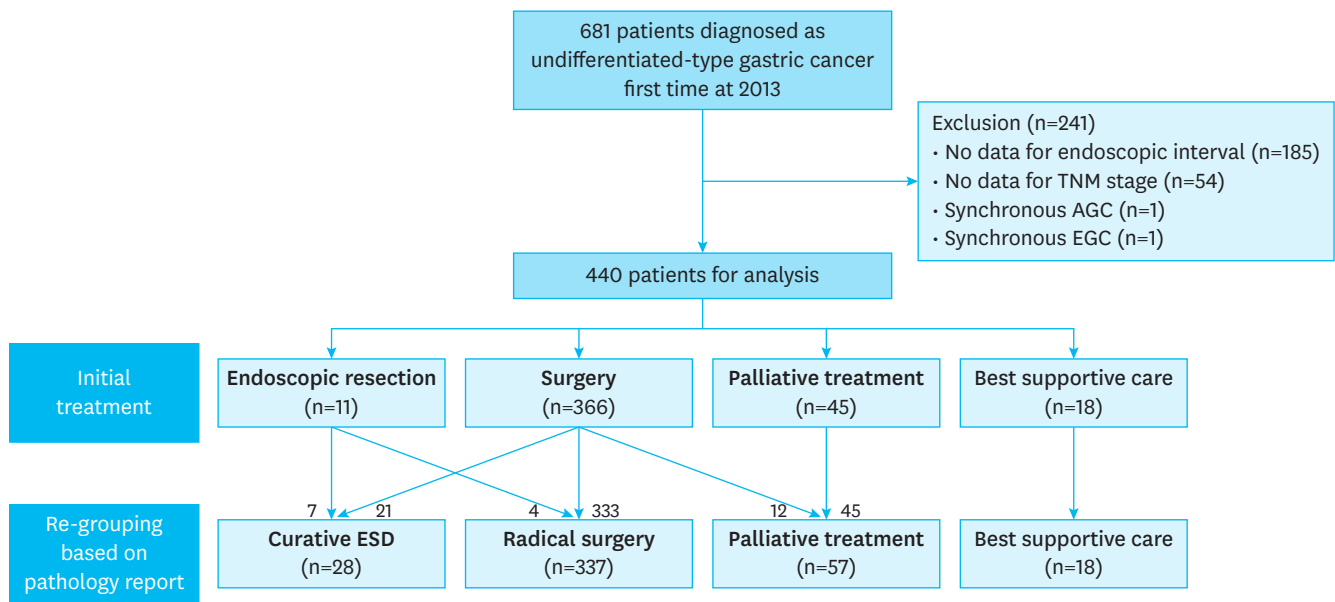 681 patients diagnosed as
undifferentiated-type gastric cancer
first time at 2013
Exclusion (n=241)
• No data for endoscopic interval (n=185)
• No data for TNM stage (n=54)
• Synchronous AGC (n=1)
• Synchronous EGC (n=1)
440 patients for analysis
Initial
treatment
Endoscopic resection
(n=11)
Surgery
(n=366)
Palliative treatment
(n=45)
Best supportive care
(n=18)
7
21
4
333
12
45
Re-grouping
based on
pathology report
Curative ESD
(n=28)
Radical surgery
(n=337)
Palliative treatment
(n=57)
Best supportive care
(n=18)